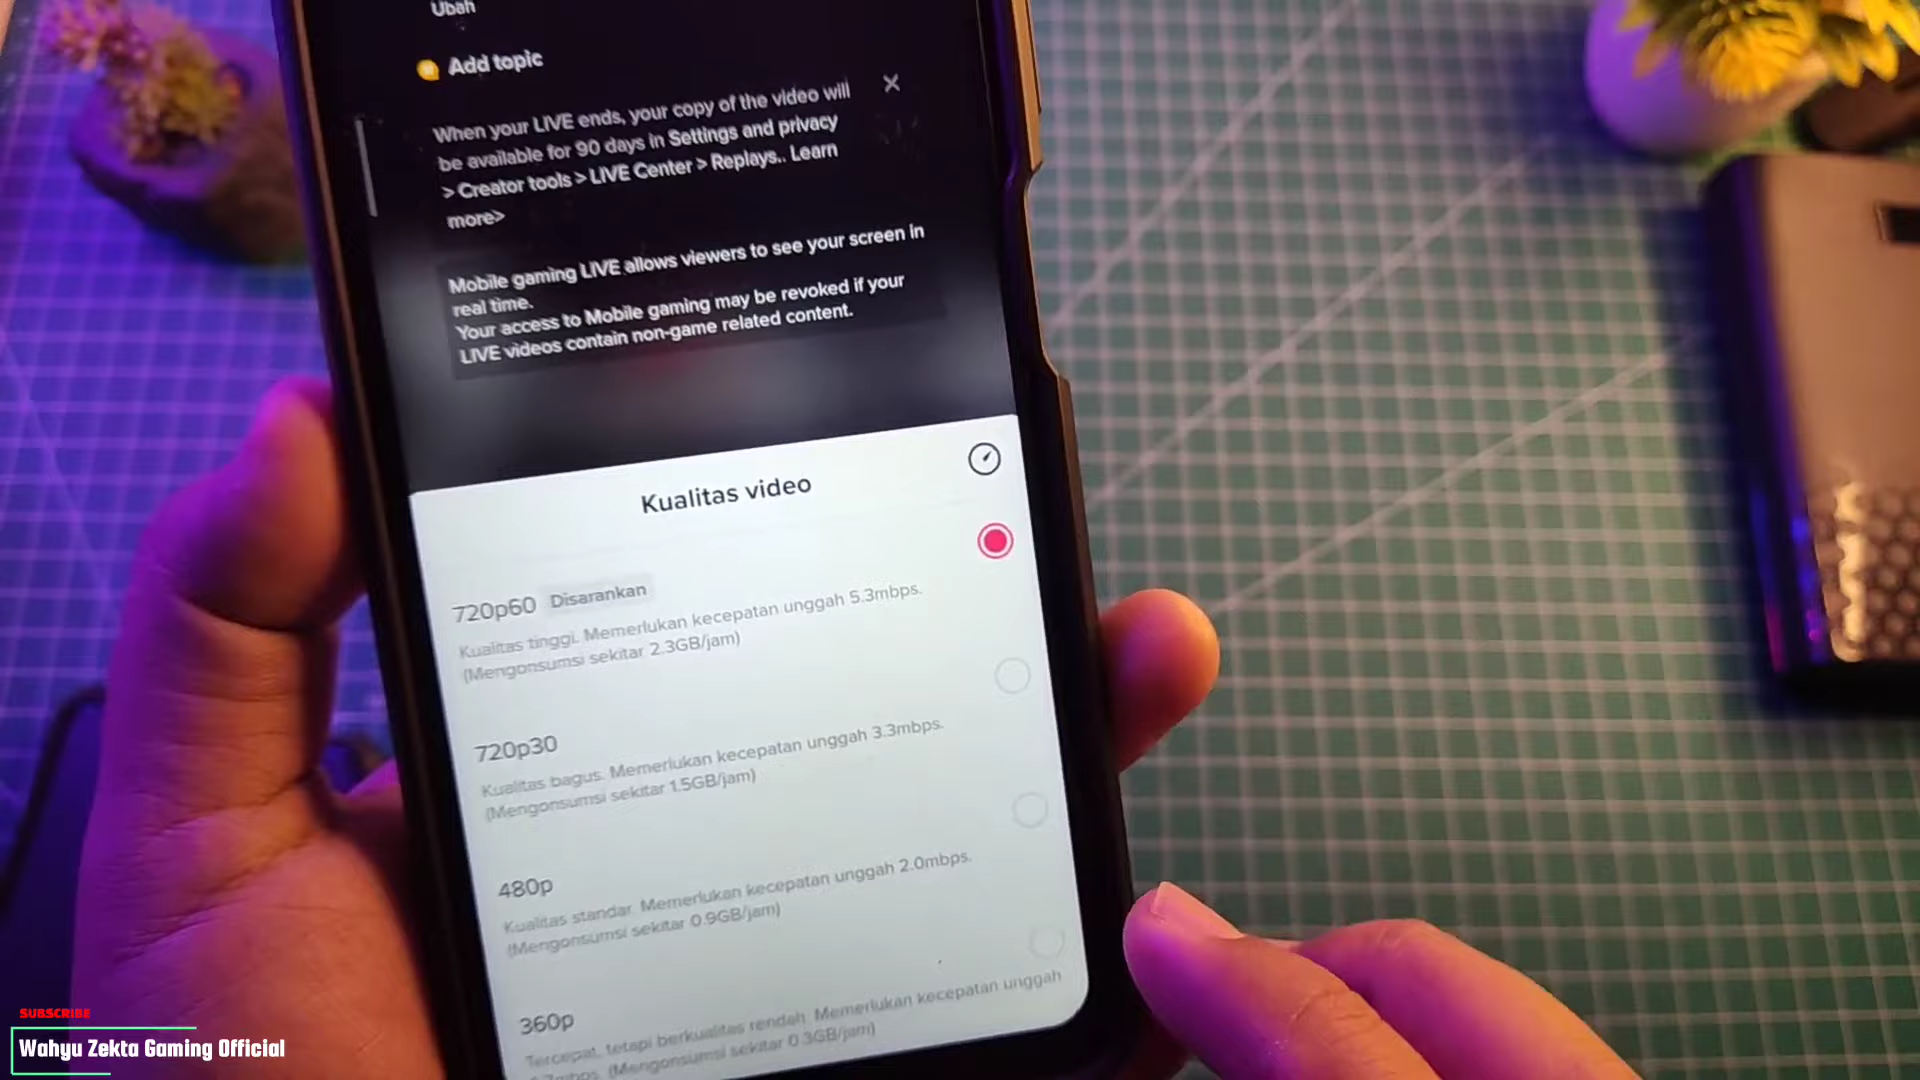 Ubah
Add topic
When your LIVE ends, your copy of the video will
be available for 90 days in Settings and privacy
> Creator tools > LIVE Center > Replays.. Learn
more>
Mobile gaming LIVE allows viewers to see your screen in
real time.
Your access to Mobile gaming may be revoked if your
LIVE videos contain non-game related content.
Kualitas video
720p60 Disarankan
Kualitas tinggi. Memerlukan kecepatan unggah 5.3mbps.
(Mengonsumsi sekitar 2.3GB/jam)
720p30
Kualitas bagus. Memerlukan kecepatan unggah 3.3mbps.
(Mengonsumsi sekitar 1.5GB/jam)
480p
Kualitas standar. Memerlukan kecepatan unggah 2.0mbps.
(Mengonsumsi sekitar 0.9GB/jam)
360p
Tercepat, tetapi berkualitas rendah. Memerlukan kecepatan unggah
(Mengonsumsi sekitar 0.3GB/jam)
SUBSCRIBE
Wahyu Zekta Gaming Official